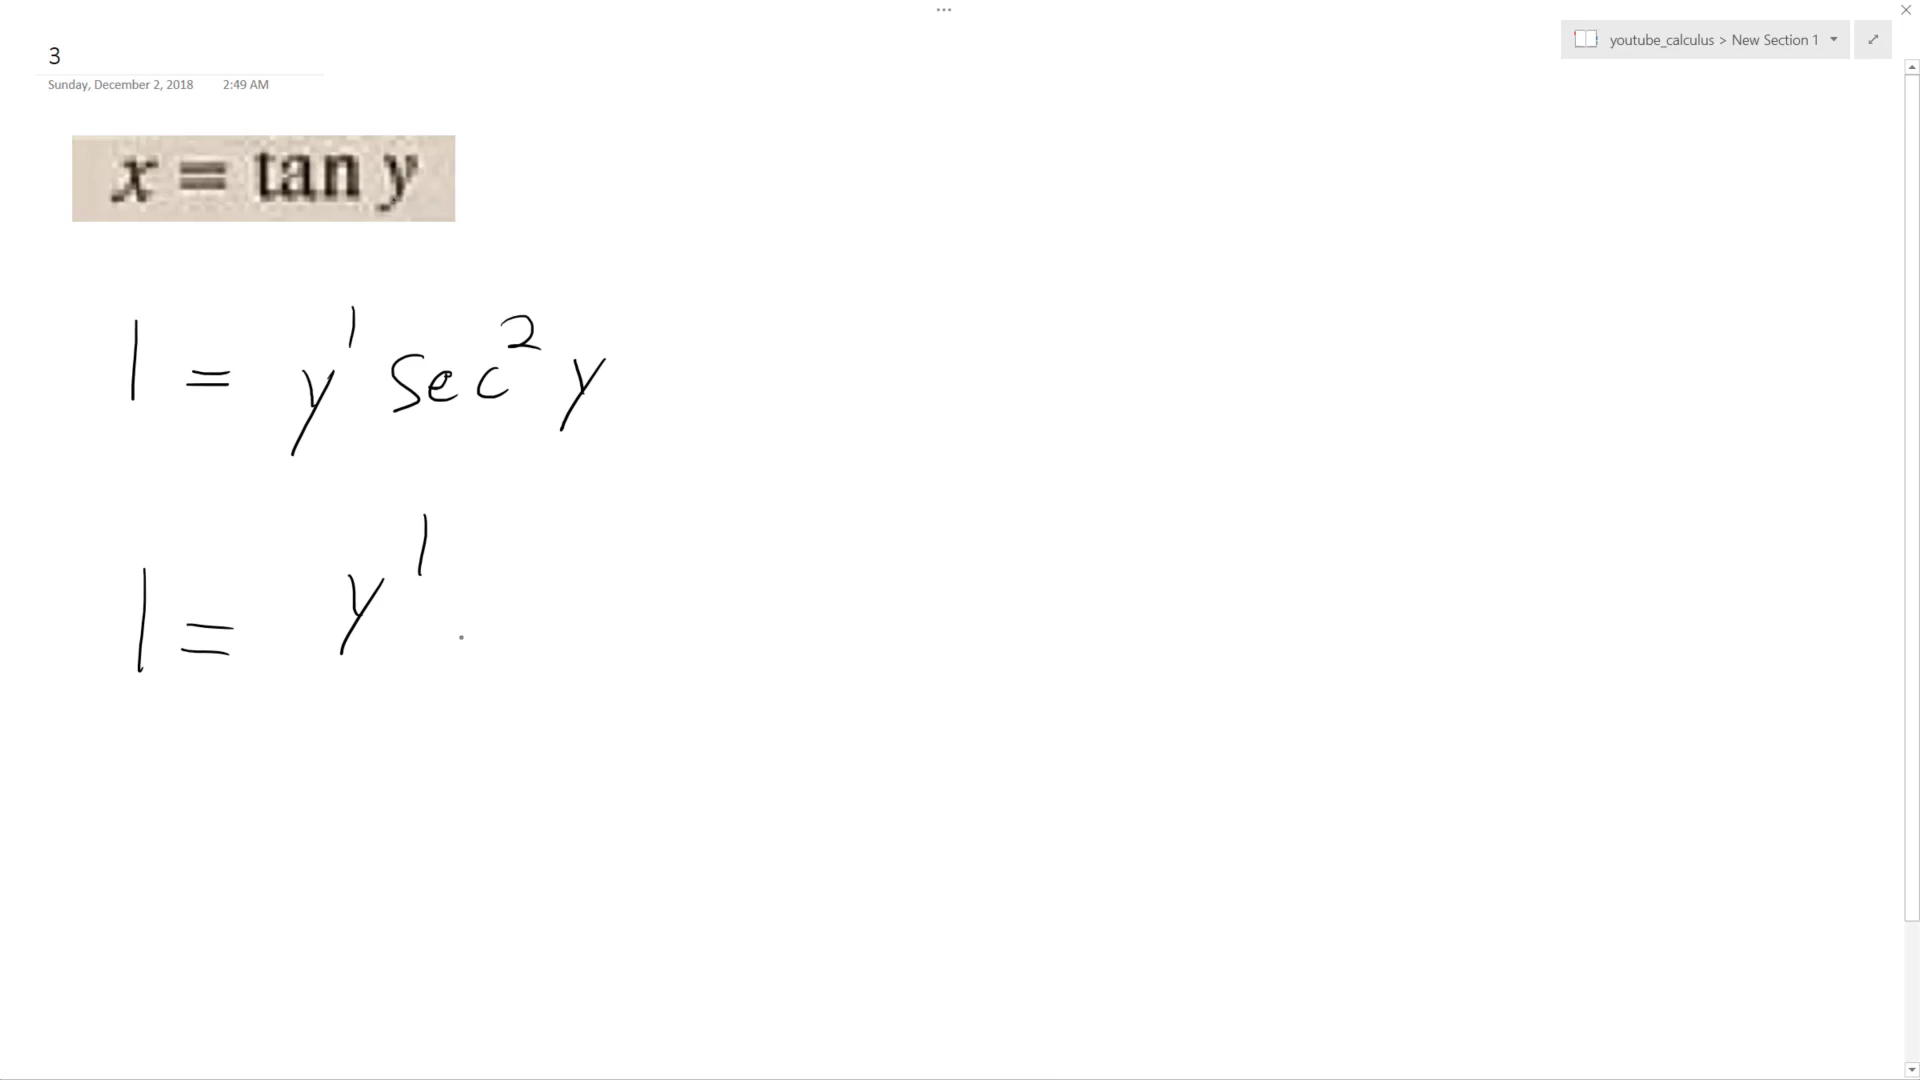 ...
youtube_calculus > New Section 1
3
Sunday, December 2, 2018 2:49 AM
x = tan y
1 = y' sec² y
1 = y'